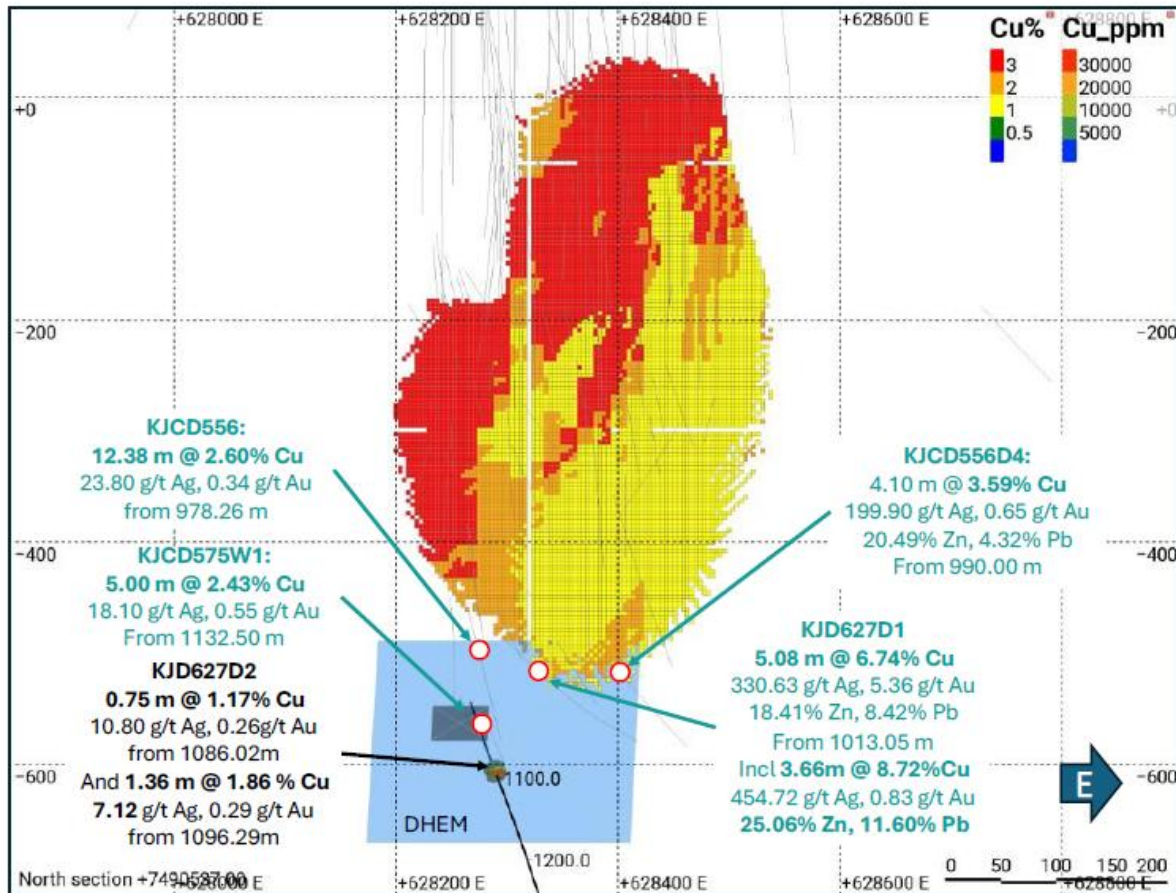 +628000 E
+628200 E
+628400 E
+628600 E
+628800 E
Cu%
Cu_ppm
3
30000
2
20000
1
10000
0.5
5000
+0
+0
−200
−200
−400
−400
−600
−600
KJCD556:
12.38 m @ 2.60% Cu
23.80 g/t Ag, 0.34 g/t Au
from 978.26 m
KJCD575W1:
5.00 m @ 2.43% Cu
18.10 g/t Ag, 0.55 g/t Au
From 1132.50 m
KJD627D2
0.75 m @ 1.17% Cu
10.80 g/t Ag, 0.26g/t Au
from 1086.02m
And 1.36 m @ 1.86 % Cu
7.12 g/t Ag, 0.29 g/t Au
from 1096.29m
KJCD556D4:
4.10 m @ 3.59% Cu
199.90 g/t Ag, 0.65 g/t Au
20.49% Zn, 4.32% Pb
From 990.00 m
KJD627D1
5.08 m @ 6.74% Cu
330.63 g/t Ag, 5.36 g/t Au
18.41% Zn, 8.42% Pb
From 1013.05 m
Incl 3.66m @ 8.72%Cu
454.72 g/t Ag, 0.83 g/t Au
25.06% Zn, 11.60% Pb
1100.0
DHEM
1200.0
E
North section +7490537.00
+628000 E
+628200 E
+628400 E
+628600 E
+628800 E
0 50 100 150 200